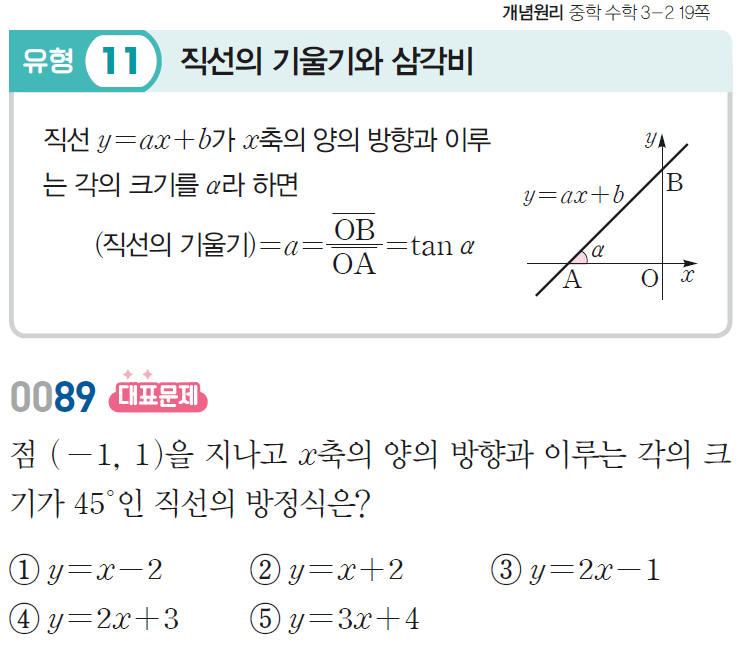 개념원리 중학 수학 3-2 19쪽
유형 11 직선의 기울기와 삼각비
직선 y=ax+b가 x축의 양의 방향과 이루
는 각의 크기를 α라 하면
(직선의 기울기)=a=OB/OA=tan α
y
B
y=ax+b
α
A O x
0089 대표문제
점 (-1, 1)을 지나고 x축의 양의 방향과 이루는 각의 크
기가 45°인 직선의 방정식은?
① y=x-2 ② y=x+2 ③ y=2x-1
④ y=2x+3 ⑤ y=3x+4